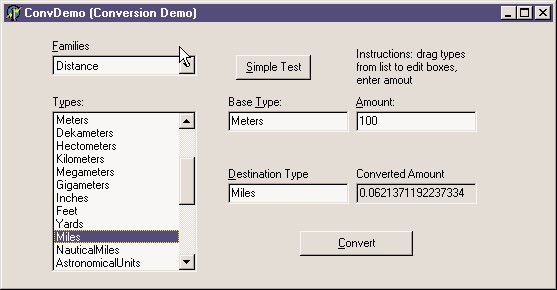 ConvDemo (Conversion Demo)
Families
Distance
Simple Test
Instructions: drag types
from list to edit boxes,
enter amout
Types:
Meters
Dekameters
Hectometers
Kilometers
Megameters
Gigameters
Inches
Feet
Yards
Miles
NauticalMiles
AstronomicalUnits
Base Type:
Meters
Amount:
100
Destination Type
Miles
Converted Amount
0.0621371192237334
Convert